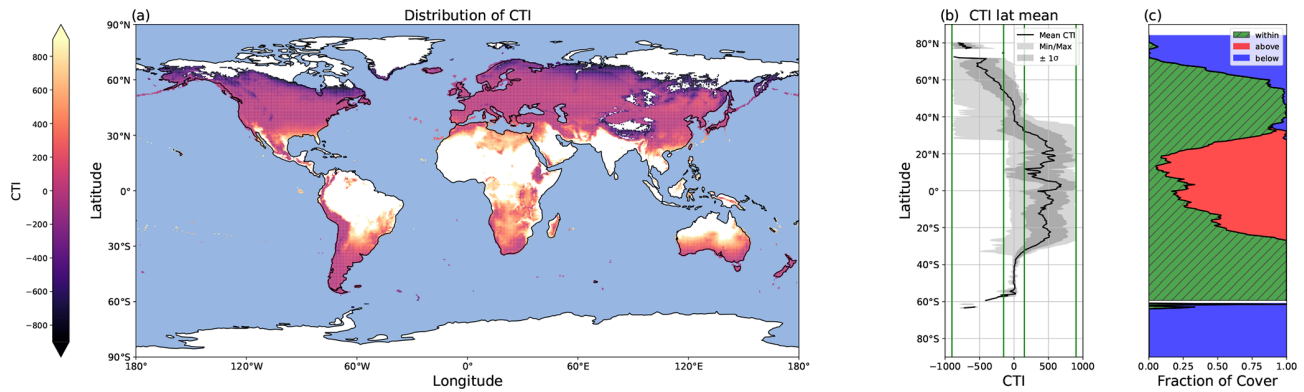 (a) Distribution of CTI
(b) CTI lat mean
(c)
800
600
400
200
0
−200
−400
−600
−800
CTI
90°N
60°N
30°N
0°
30°S
60°S
90°S
Latitude
180°
120°W
60°W
0°
60°E
120°E
180°
Longitude
Mean CTI
Min/Max
± 1σ
80°N
60°N
40°N
20°N
0°
20°S
40°S
60°S
80°S
Latitude
−1000
−500
0
500
1000
CTI
within
above
below
0.00
0.25
0.50
0.75
1.00
Fraction of Cover